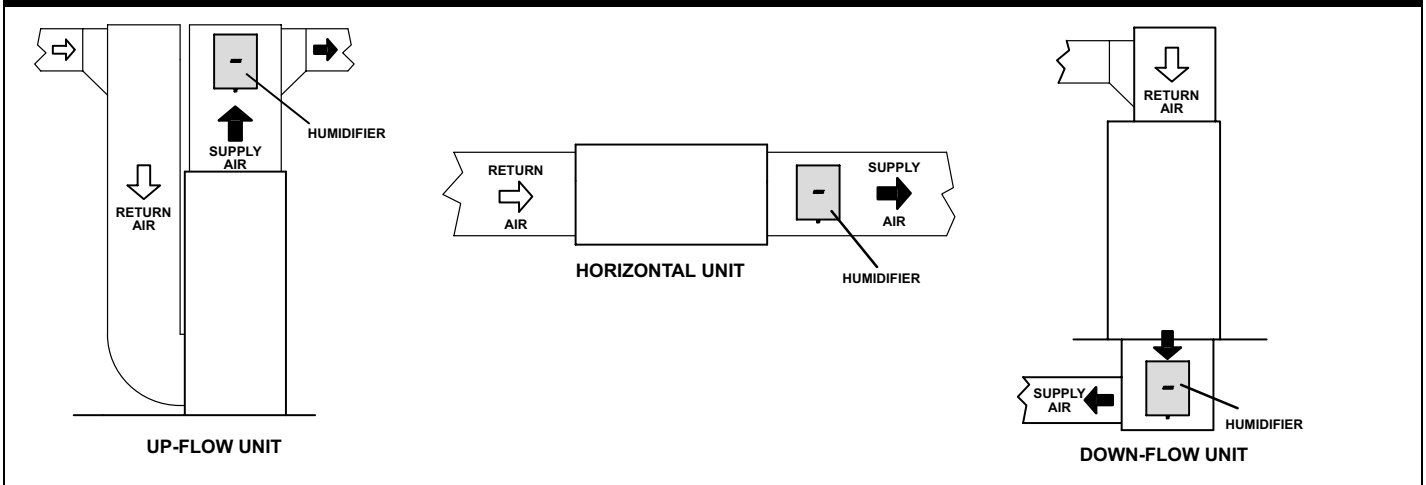 HUMIDIFIER
SUPPLY
AIR
RETURN
AIR
UP-FLOW UNIT
RETURN
AIR
SUPPLY
AIR
HUMIDIFIER
HORIZONTAL UNIT
RETURN
AIR
SUPPLY
AIR
HUMIDIFIER
DOWN-FLOW UNIT